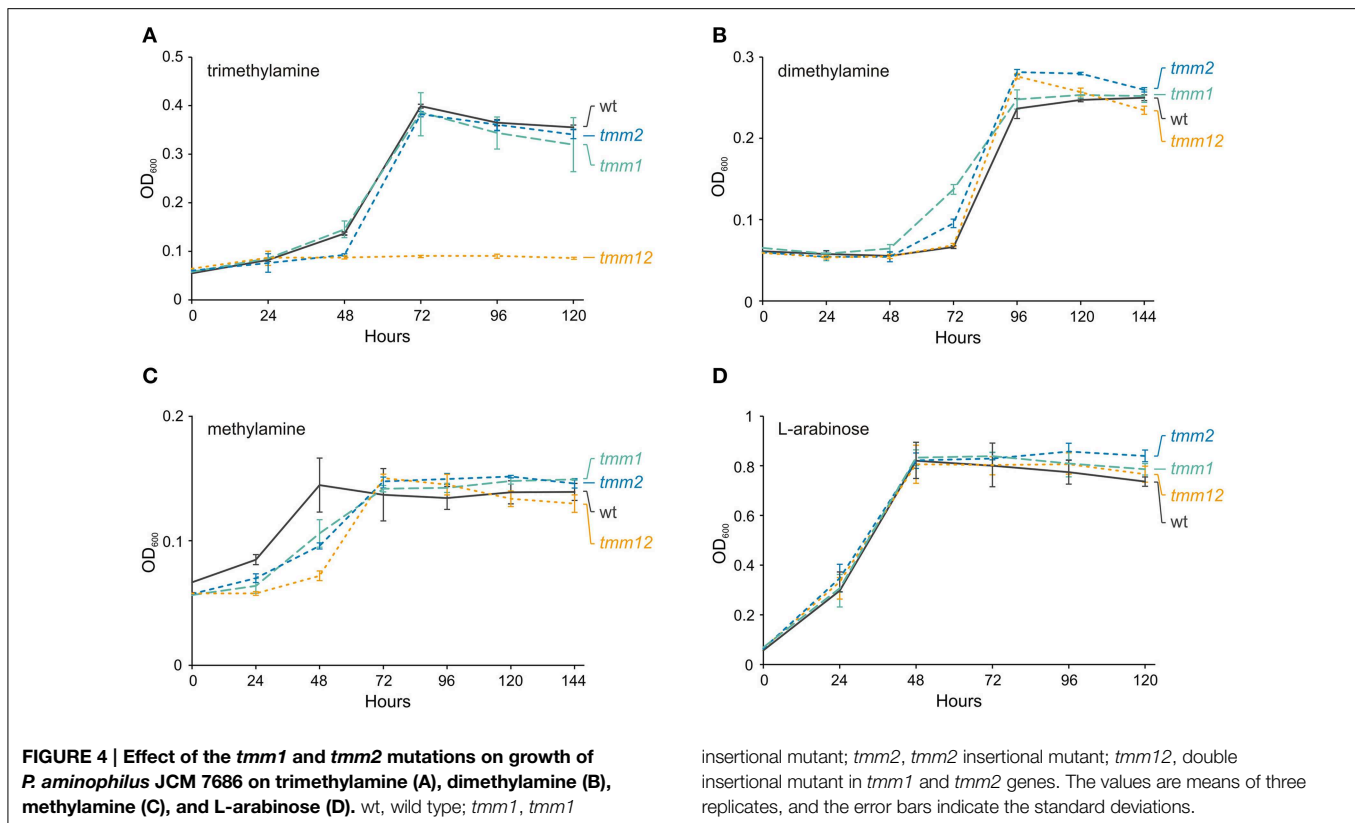 A
trimethylamine
OD600
0.5
0.4
0.3
0.2
0.1
0
0
24
48
72
96
120
Hours
wt
tmm2
tmm1
tmm12
B
dimethylamine
OD600
0.3
0.2
0.1
0
0
24
48
72
96
120
144
Hours
tmm2
tmm1
wt
tmm12
C
methylamine
OD600
0.2
0.1
0
0
24
48
72
96
120
144
Hours
tmm1
tmm2
wt
tmm12
D
L-arabinose
OD600
1
0.8
0.6
0.4
0.2
0
0
24
48
72
96
120
Hours
tmm2
tmm1
tmm12
wt
FIGURE 4 | Effect of the tmm1 and tmm2 mutations on growth of
P. aminophilus JCM 7686 on trimethylamine (A), dimethylamine (B),
methylamine (C), and L-arabinose (D). wt, wild type; tmm1, tmm1
insertional mutant; tmm2, tmm2 insertional mutant; tmm12, double
insertional mutant in tmm1 and tmm2 genes. The values are means of three
replicates, and the error bars indicate the standard deviations.